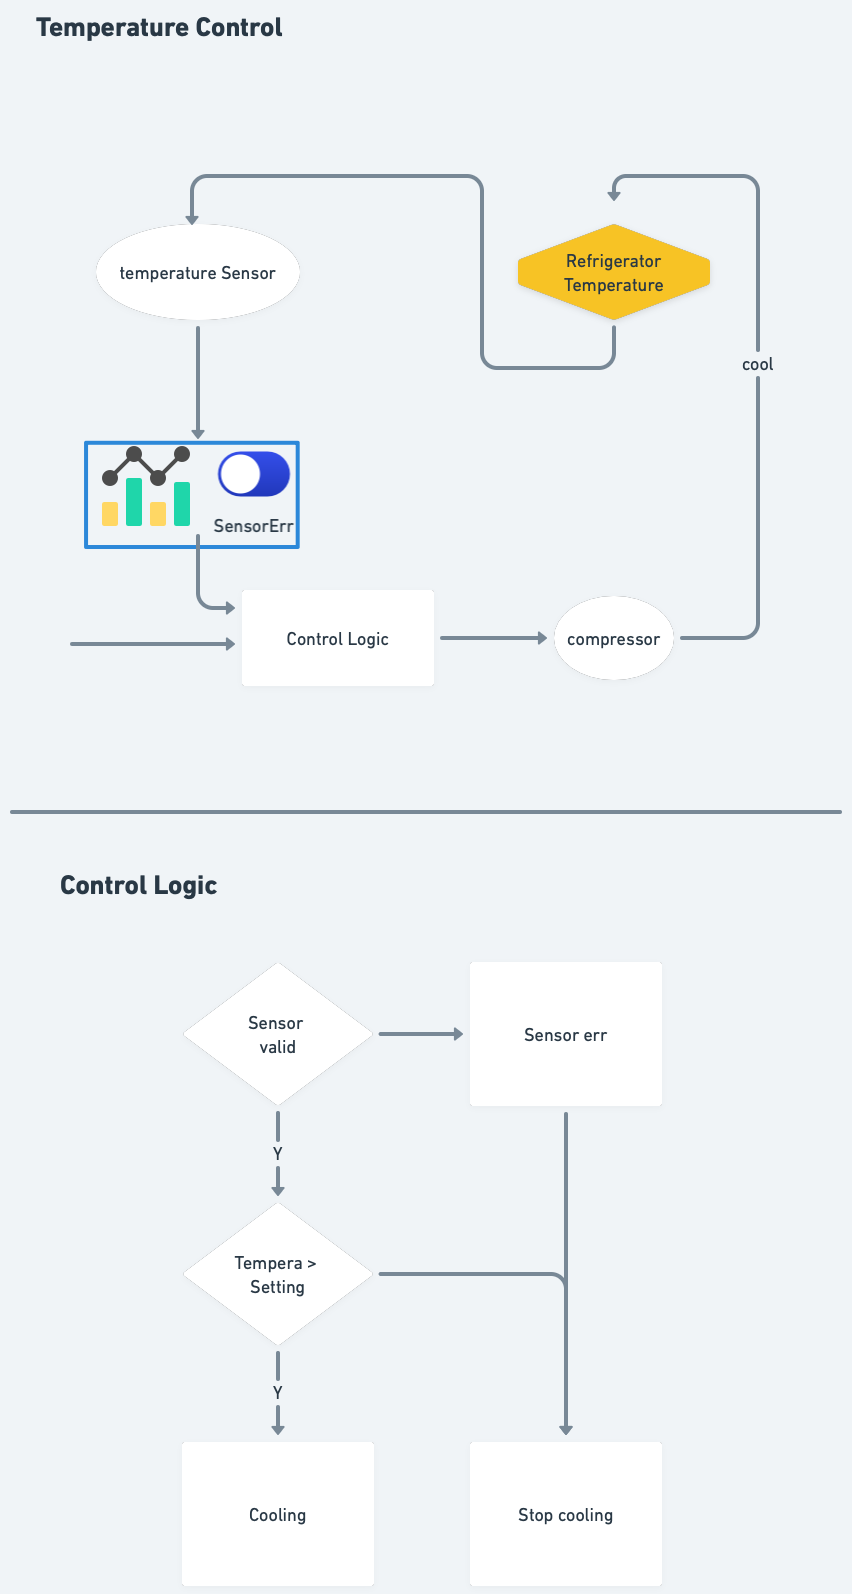 Temperature Control
temperature Sensor
Refrigerator
Temperature
cool
SensorErr
Control Logic
compressor
Control Logic
Sensor
valid
Sensor err
Y
Tempera >
Setting
Y
Cooling
Stop cooling